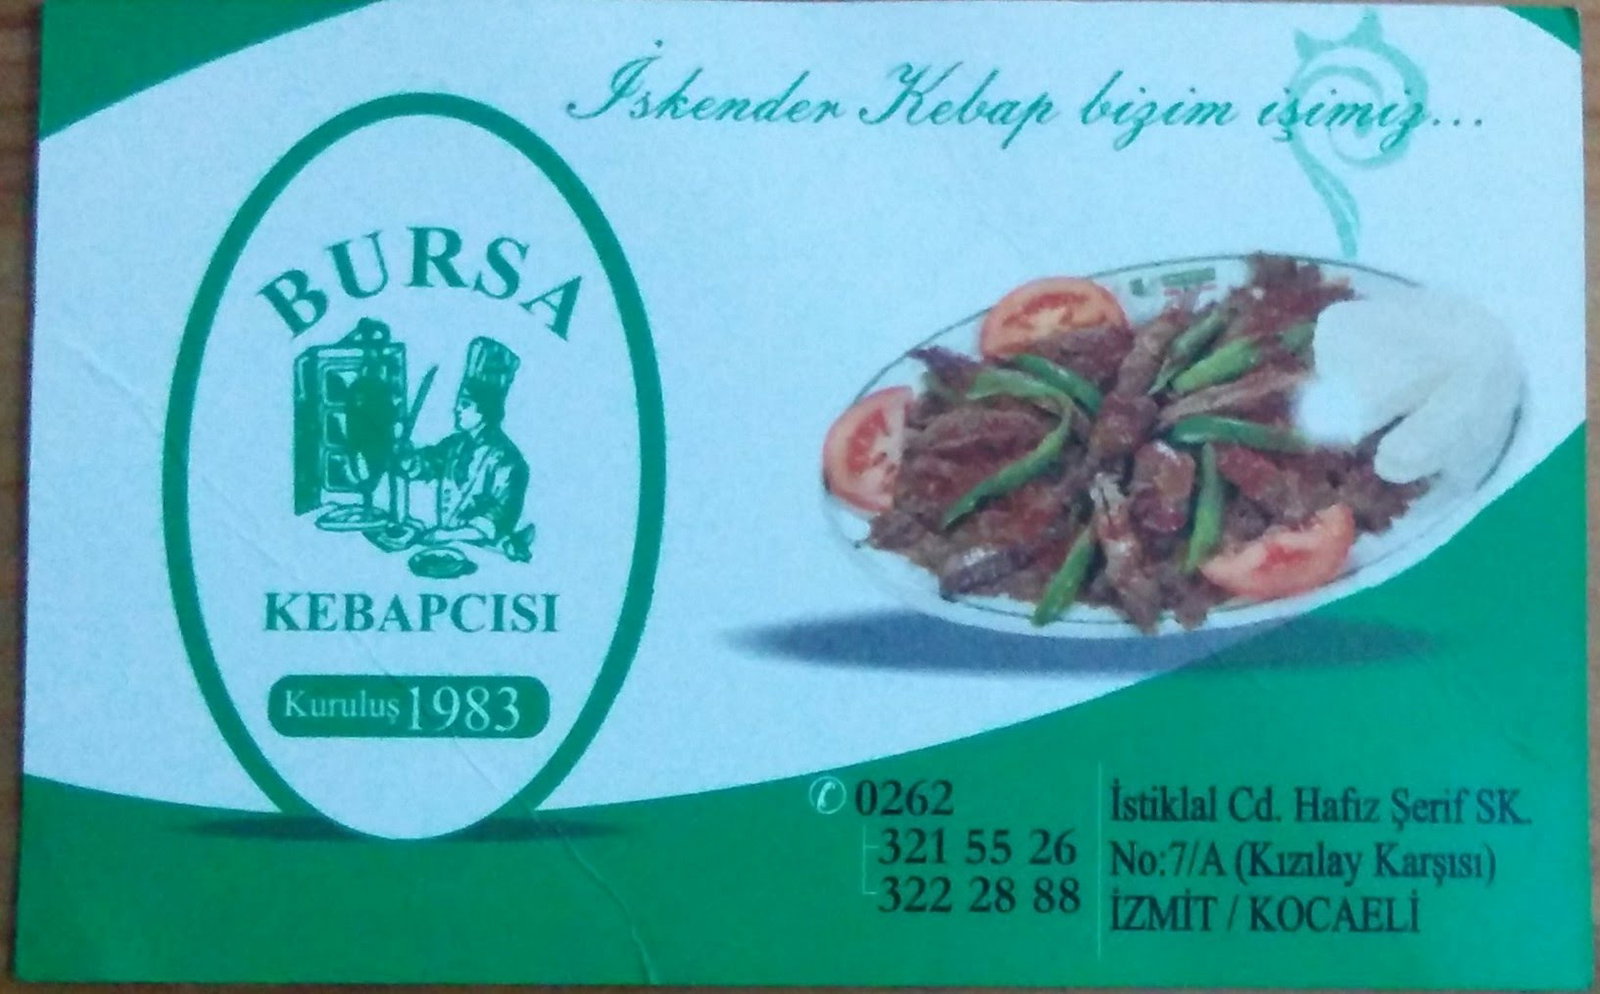 İskender Kebap bizim işimiz...
BURSA
KEBAPCISI
Kuruluş 1983
0262
321 55 26
322 28 88
İstiklal Cd. Hafız Şerif SK.
No:7/A (Kızılay Karşısı)
İZMİT / KOCAELİ